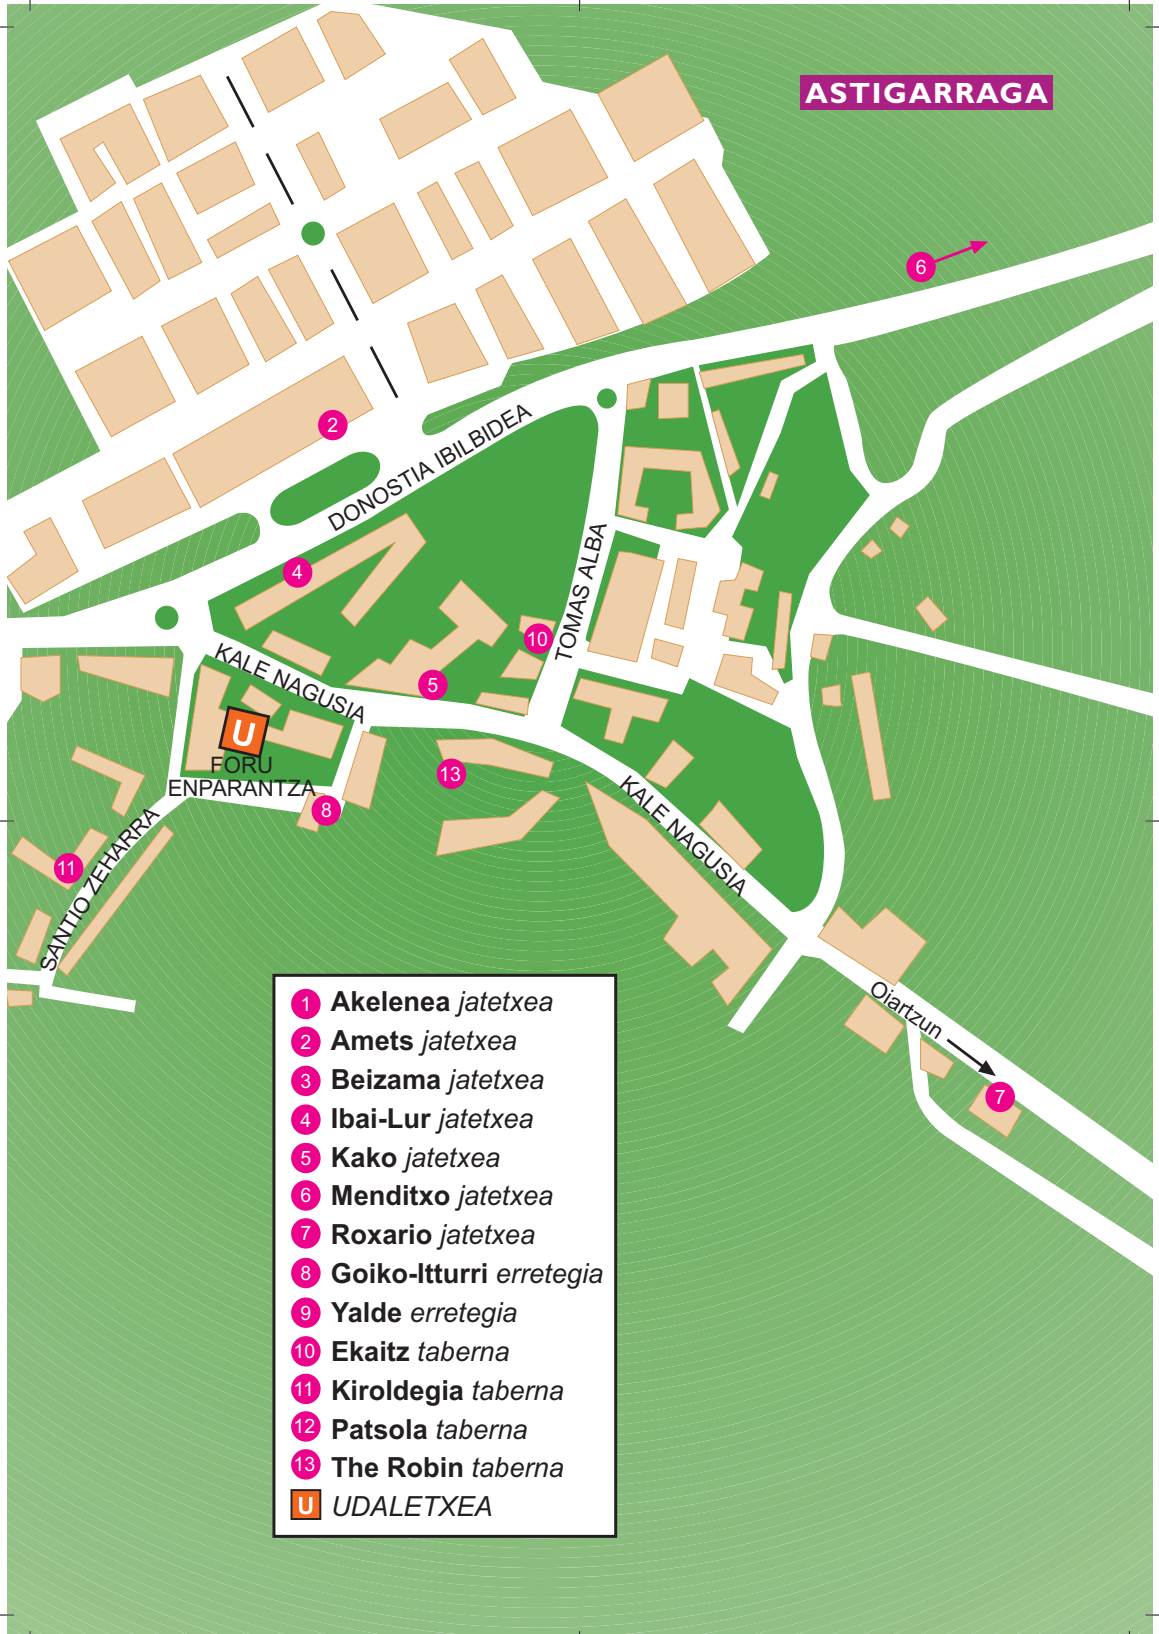 ASTIGARRAGA
6
2
DONOSTIA IBILBIDEA
4
TOMAS ALBA
10
KALE NAGUSIA
5
U
FORU
ENPARANTZA
13
8
KALE NAGUSIA
SANTIO ZEHARRA
11
Oiartzun
7
1 Akelenea jatetxea
2 Amets jatetxea
3 Beizama jatetxea
4 Ibai-Lur jatetxea
5 Kako jatetxea
6 Menditxo jatetxea
7 Roxario jatetxea
8 Goiko-Itturri erretegia
9 Yalde erretegia
10 Ekaitz taberna
11 Kiroldegia taberna
12 Patsola taberna
13 The Robin taberna
U UDALETXEA